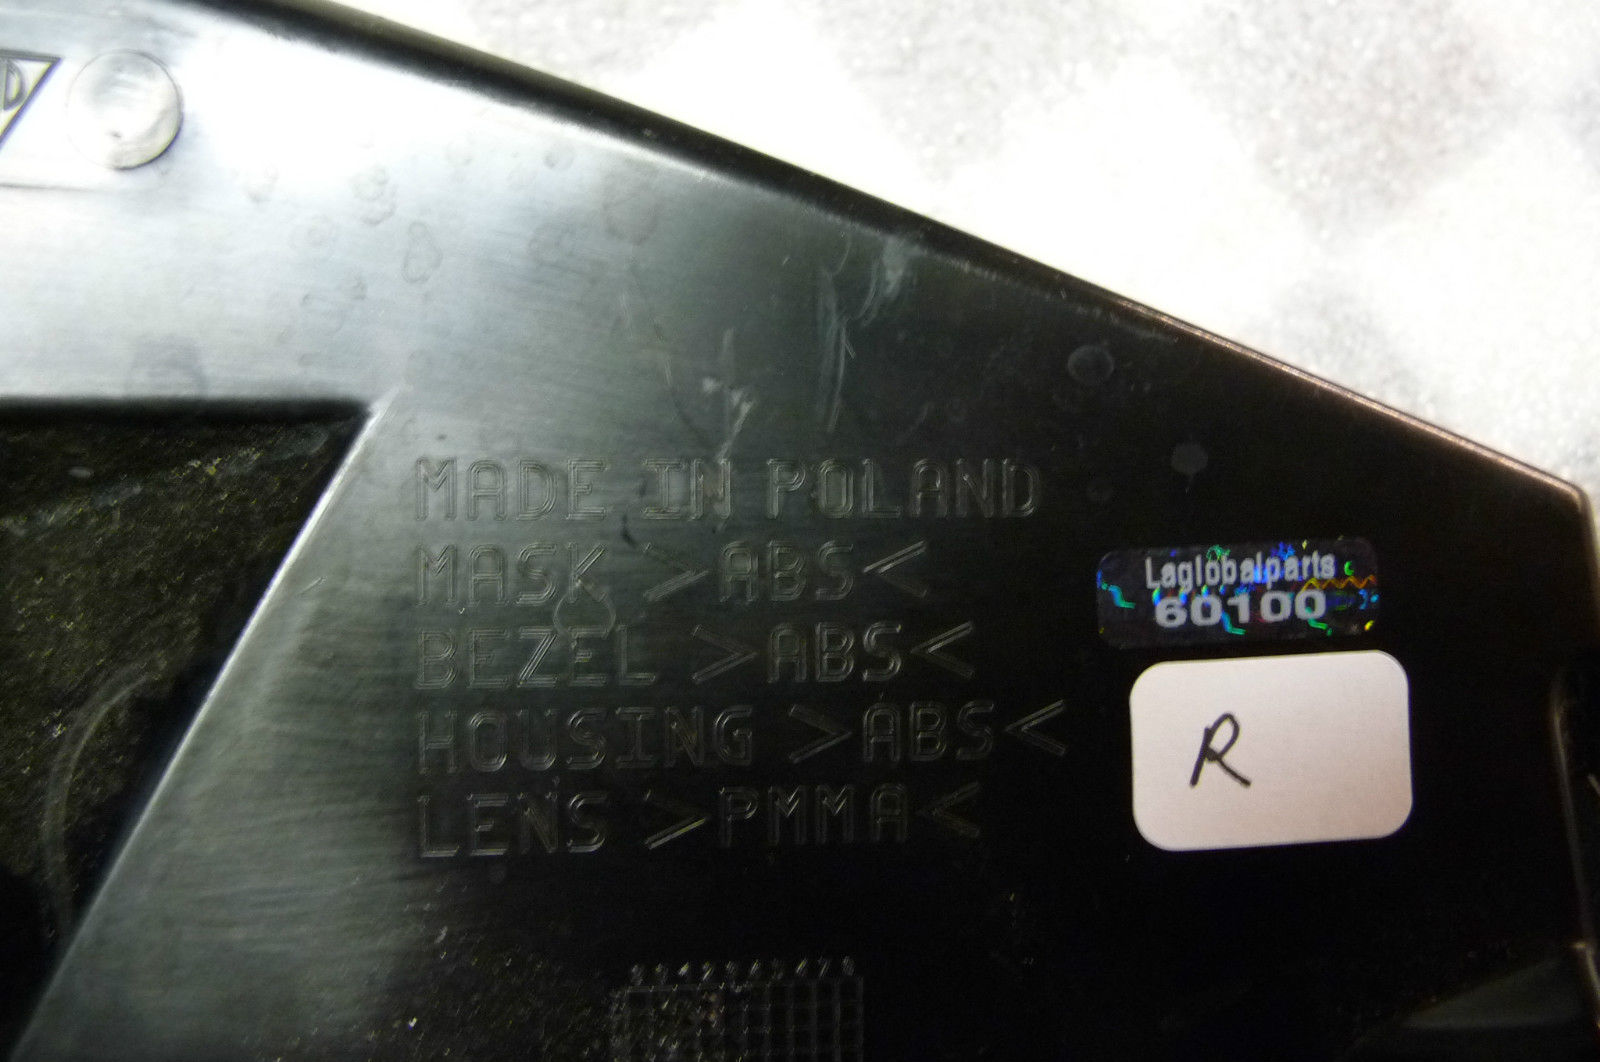 D
MADE IN POLAND
MASK >ABS<
BEZEL >ABS<
HOUSING >ABS<
LENS >PMMA<
Laglobalparts
60100
R